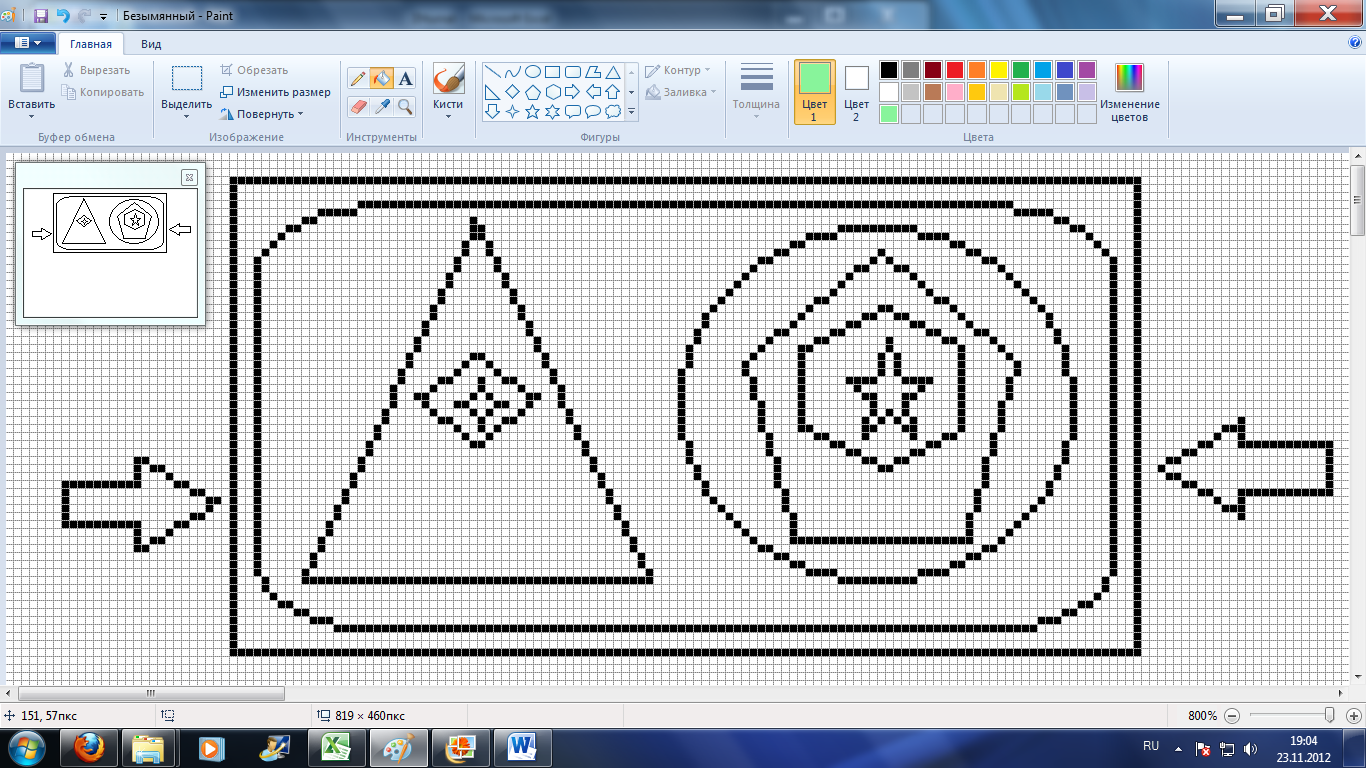 Безымянный - Paint
Главная
Вид
Вставить
Вырезать
Копировать
Буфер обмена
Выделить
Обрезать
Изменить размер
Повернуть
Изображение
A
Инструменты
Кисти
Контур
Заливка
Фигуры
Толщина
Цвет
1
Цвет
2
Изменение
цветов
Цвета
151, 57пкс
819 × 460пкс
800%
RU
19:04
23.11.2012